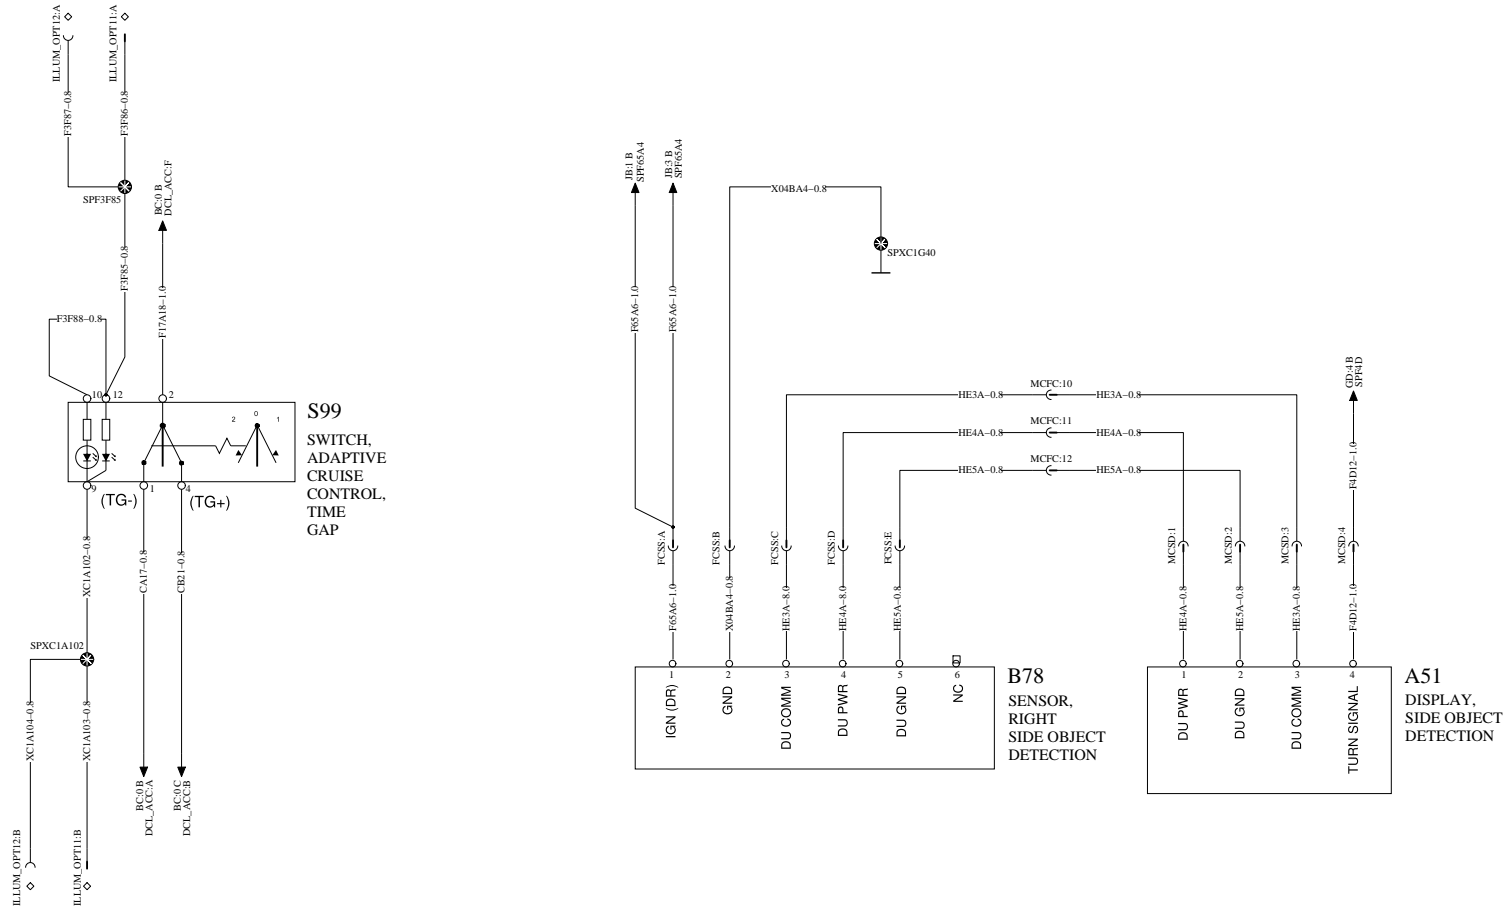 ILLUM_OPT12:A
ILLUM_OPT11:A
F3F87-0.8
F3F86-0.8
SPF3F85
BC:0 B
DCL_ACC:F
F3F85-0.8
F17A18-1.0
F3F88-0.8
10
12
2
2
0
1
S99
SWITCH,
ADAPTIVE
CRUISE
CONTROL,
TIME
GAP
9
(TG-)
1
4
(TG+)
XC1A102-0.8
CA17-0.8
CB21-0.8
SPXC1A102
XC1A104-0.8
XC1A103-0.8
BC:0 B
DCL_ACC:A
BC:0 C
DCL_ACC:B
ILLUM_OPT12:B
ILLUM_OPT11:B
JB:1 B
SPF65A4
JB:3 B
SPF65A4
X04BA4-0.8
SPXC1G40
F65A6-1.0
F65A6-1.0
HE3A-0.8
MCFC:10
HE3A-0.8
HE4A-0.8
MCFC:11
HE4A-0.8
HE5A-0.8
MCFC:12
HE5A-0.8
GD:4 B
SPF4D
F4D12-1.0
FCSS:A
FCSS:B
FCSS:C
FCSS:D
FCSS:E
MCSD:1
MCSD:2
MCSD:3
MCSD:4
F65A6-1.0
X04BA4-0.8
HE3A-8.0
HE4A-8.0
HE5A-0.8
HE4A-0.8
HE5A-0.8
HE3A-0.8
F4D12-1.0
1
2
3
4
5
6
IGN (DR)
GND
DU COMM
DU PWR
DU GND
NC
B78
SENSOR,
RIGHT
SIDE OBJECT
DETECTION
1
2
3
4
DU PWR
DU GND
DU COMM
TURN SIGNAL
A51
DISPLAY,
SIDE OBJECT
DETECTION